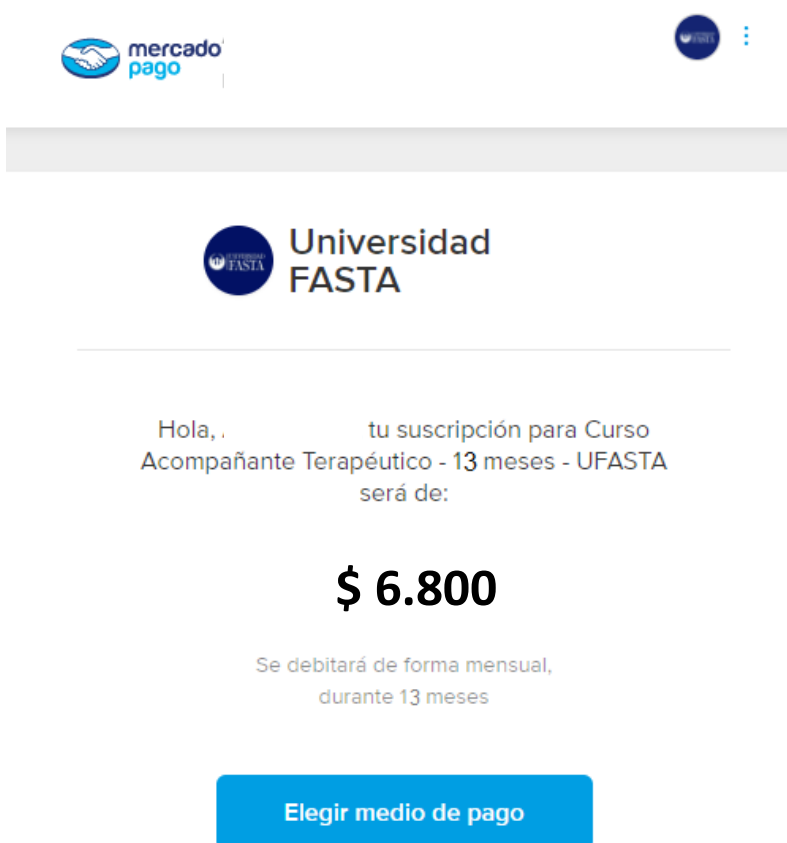 mercado
pago
Universidad
FASTA
Hola, tu suscripción para Curso
Acompañante Terapéutico - 13 meses - UFASTA
será de:
$ 6.800
Se debitará de forma mensual,
durante 13 meses
Elegir medio de pago